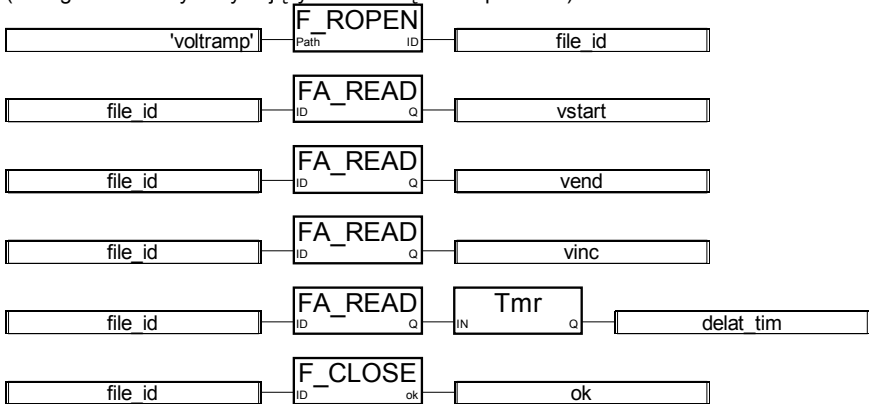 F_ROPEN
'voltramp' Path ID file_id
FA_READ
file_id ID Q vstart
FA_READ
file_id ID Q vend
FA_READ
file_id ID Q vinc
FA_READ Tmr
file_id ID Q IN Q delat_tim
F_CLOSE
file_id ID ok ok